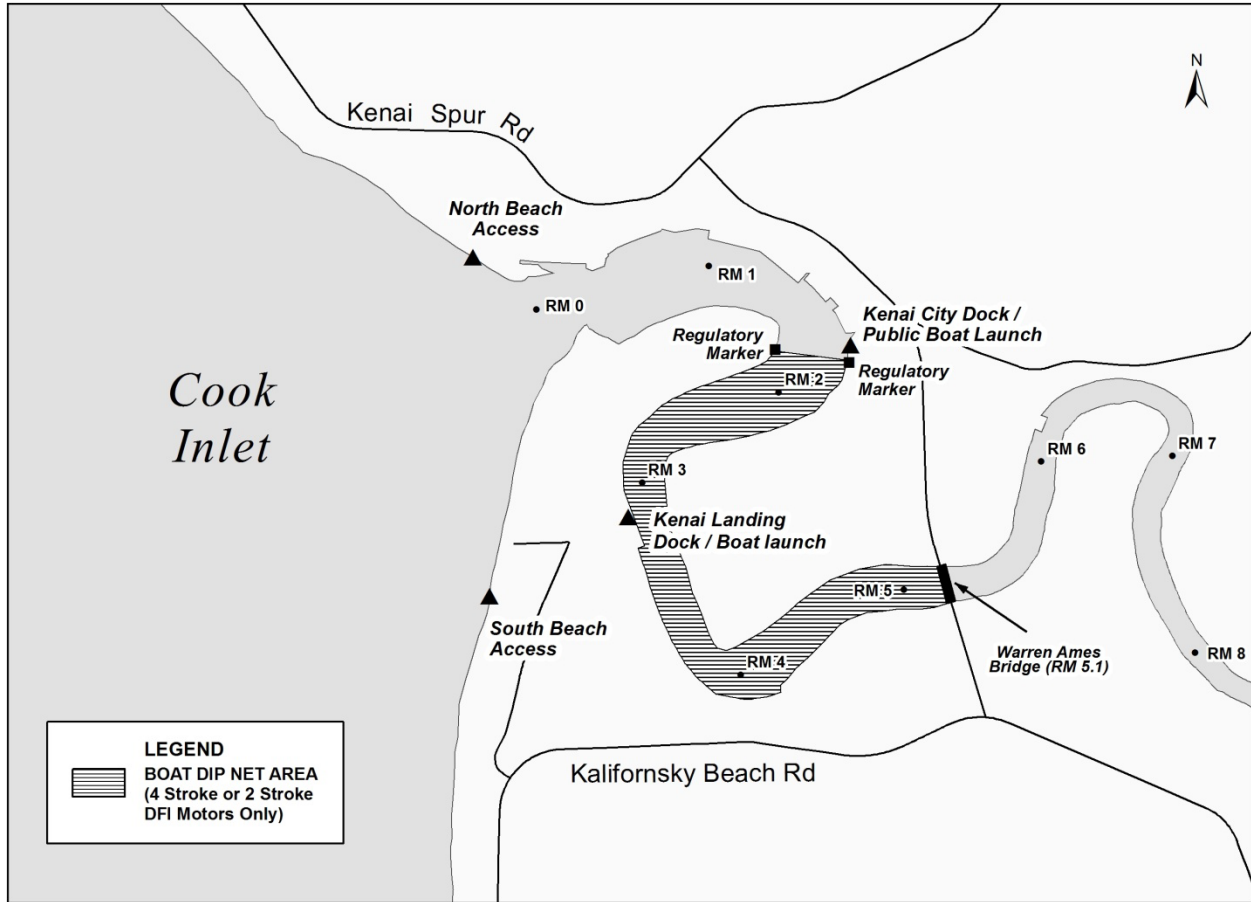 N
Kenai Spur Rd
North Beach
Access
RM 1
RM 0
Kenai City Dock /
Public Boat Launch
Regulatory
Marker
Regulatory
Marker
RM 2
Cook
Inlet
RM 6
RM 7
RM 3
Kenai Landing
Dock / Boat launch
RM 5
South Beach
Access
RM 4
Warren Ames
Bridge (RM 5.1)
RM 8
LEGEND
BOAT DIP NET AREA
(4 Stroke or 2 Stroke
DFI Motors Only)
Kalifornsky Beach Rd